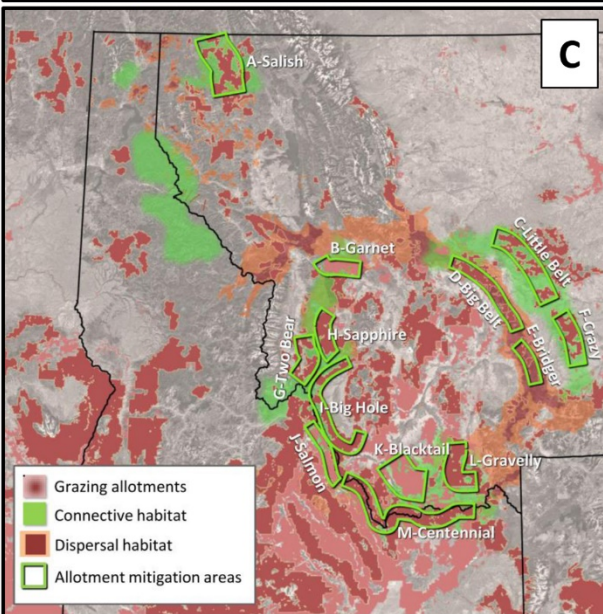 C
A-Salish
B-Garnet
C-Little Belt
D-Big Belt
E-Bridger
F-Crazy
G-Two Bear
H-Sapphire
I-Big Hole
J-Salmon
K-Blacktail
L-Gravelly
M-Centennial
Grazing allotments
Connective habitat
Dispersal habitat
Allotment mitigation areas